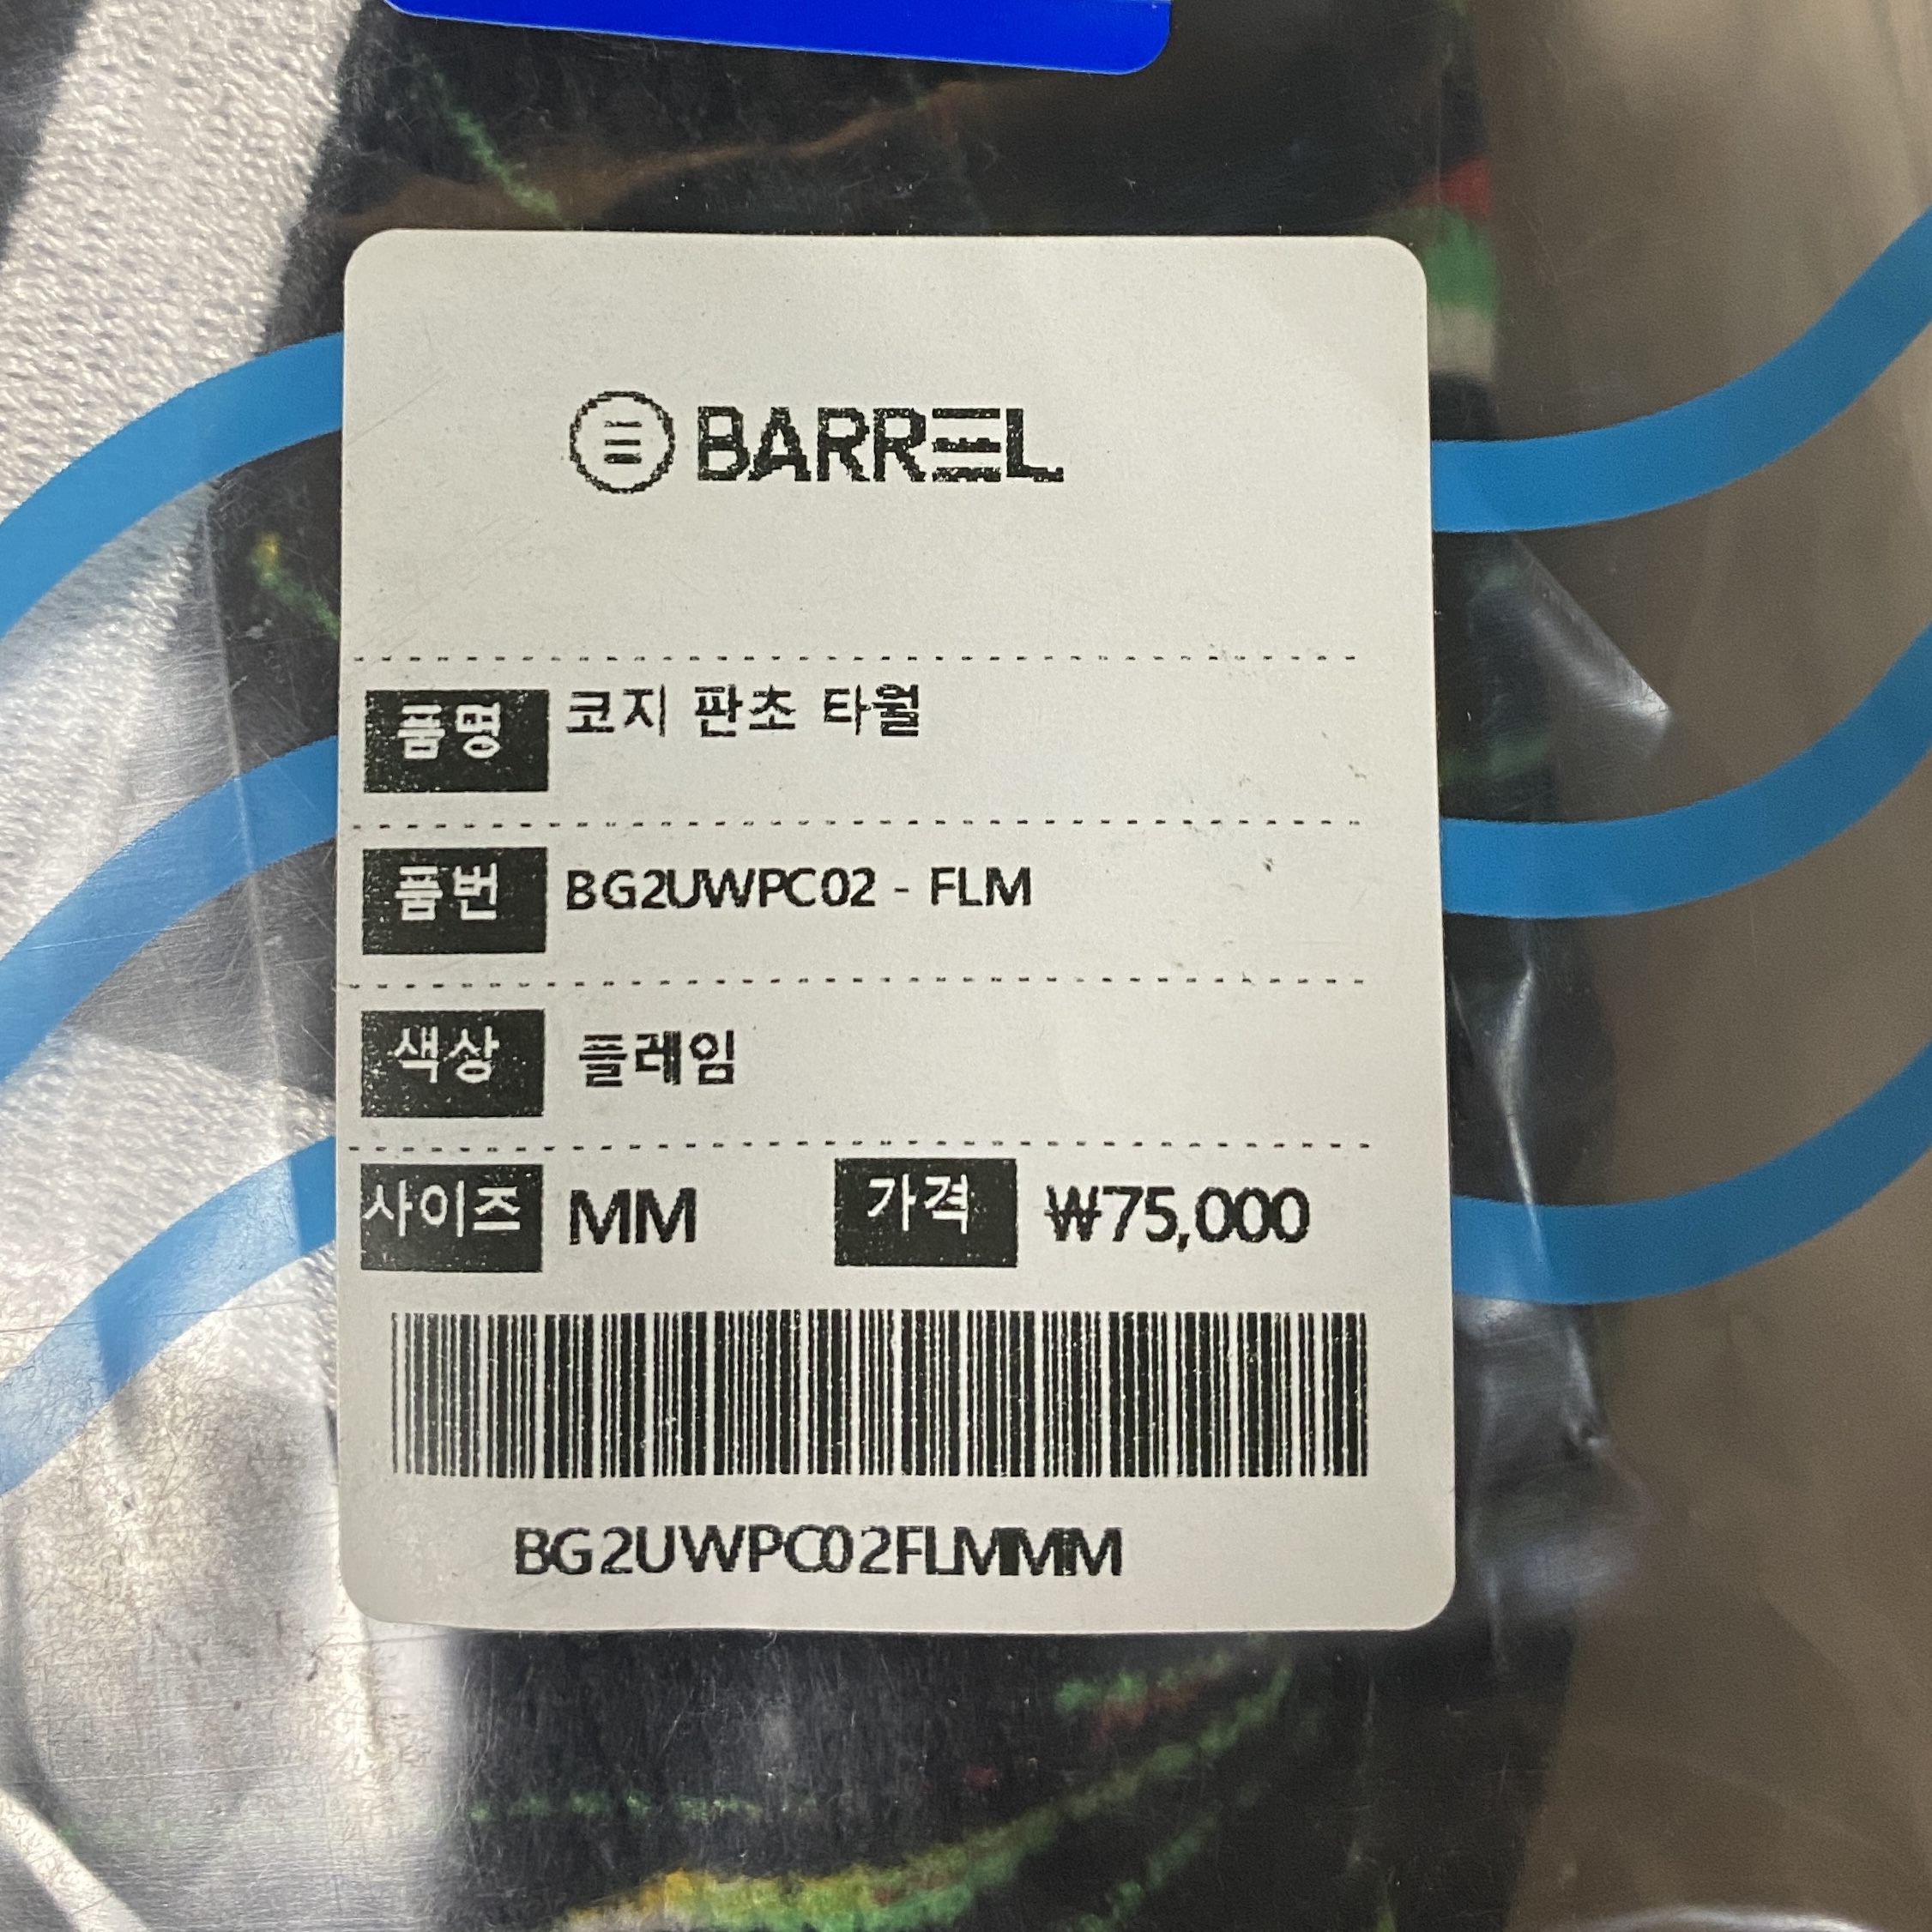 BARREL
품명 코지 판초 타월
품번 BG2UWPC02 - FLM
색상 플레임
사이즈 MM 가격 ₩75,000
BG2UWPC02FLMMM